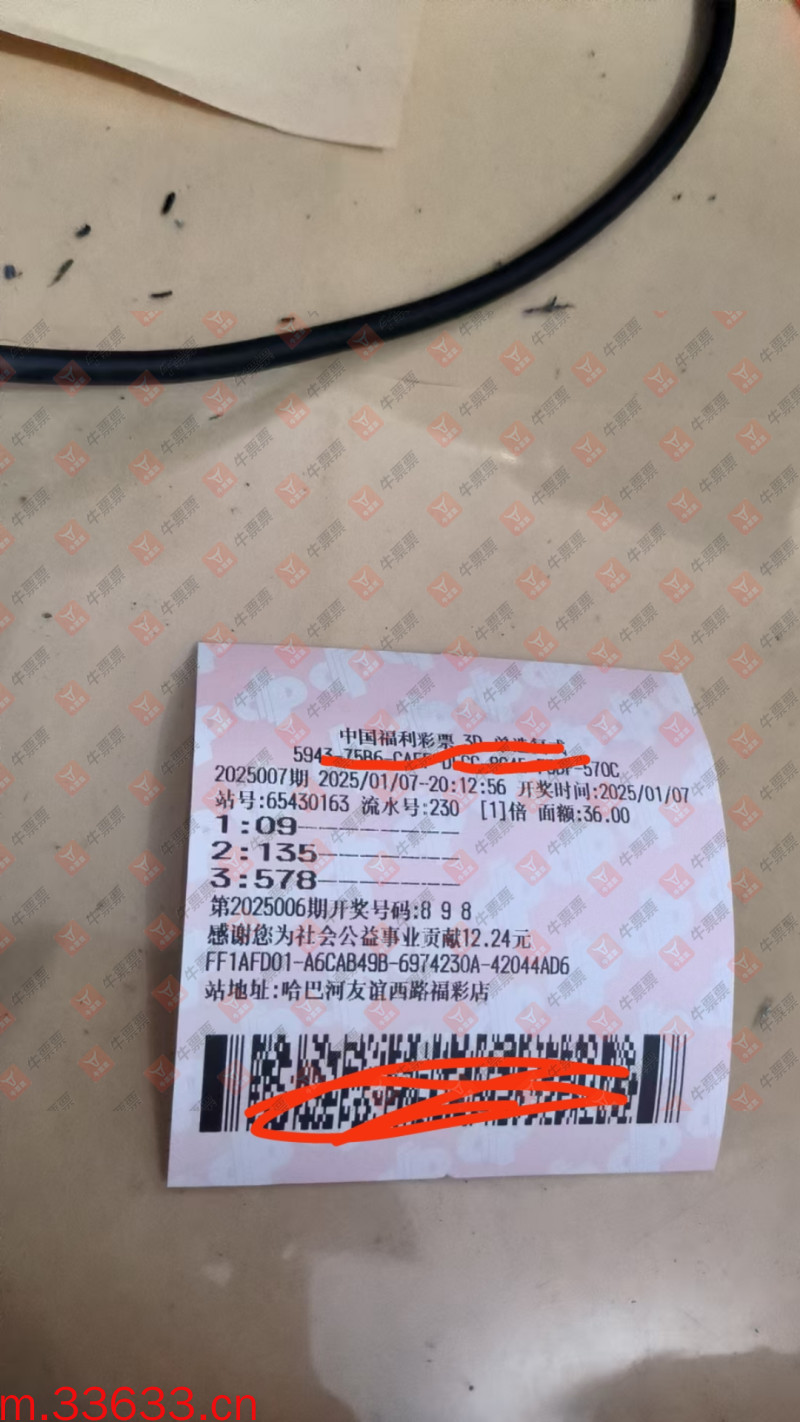 中国福利彩票 3D
2025007期 2025/01/07-20:12:56 开奖时间:2025/01/07
站号:65430163 流水号:230 [1]倍 面额:36.00
1:09---------
2:135--------
3:578--------
第2025006期开奖号码:8 9 8
感谢您为社会公益事业贡献12.24元
FF1AFD01-A6CAB49B-6974230A-42044AD6
站地址:哈巴河友谊西路福彩店
牛票票
m.33633.cn